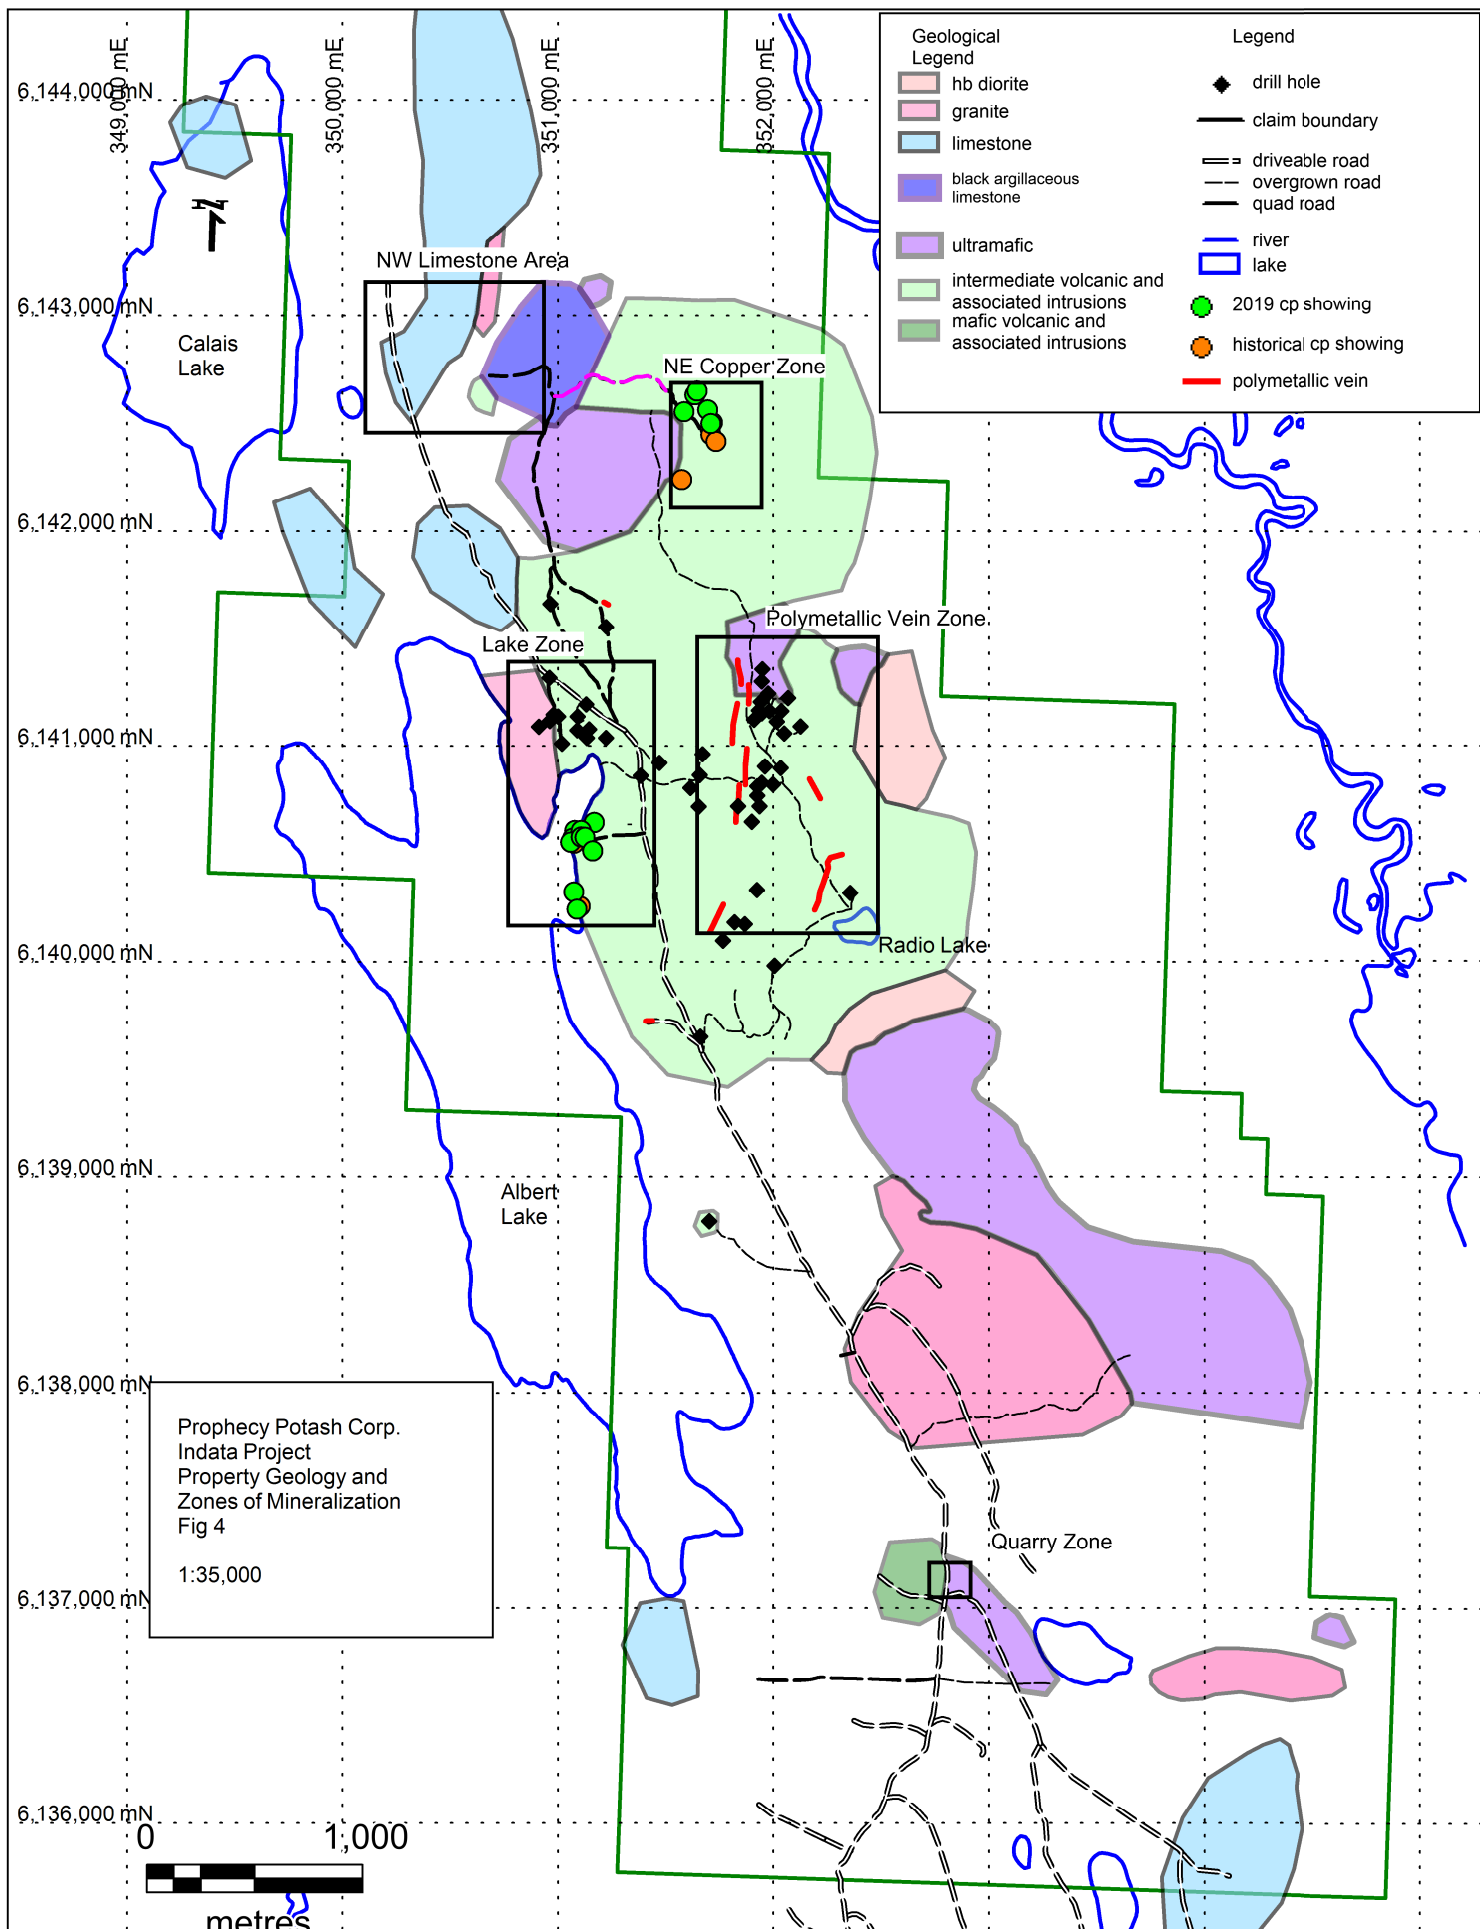 349,000 mE
350,000 mE
351,000 mE
352,000 mE
6,144,000 mN
6,143,000 mN
6,142,000 mN
6,141,000 mN
6,140,000 mN
6,139,000 mN
6,138,000 mN
6,137,000 mN
6,136,000 mN
Geological
Legend
hb diorite
granite
limestone
black argillaceous
limestone
ultramafic
intermediate volcanic and
associated intrusions
mafic volcanic and
associated intrusions
Legend
drill hole
claim boundary
driveable road
overgrown road
quad road
river
lake
2019 cp showing
historical cp showing
polymetallic vein
N
NW Limestone Area
Calais
Lake
NE Copper Zone
Polymetallic Vein Zone
Lake Zone
Radio Lake
Albert
Lake
Quarry Zone
Prophecy Potash Corp.
Indata Project
Property Geology and
Zones of Mineralization
Fig 4
1:35,000
0 1,000
metres